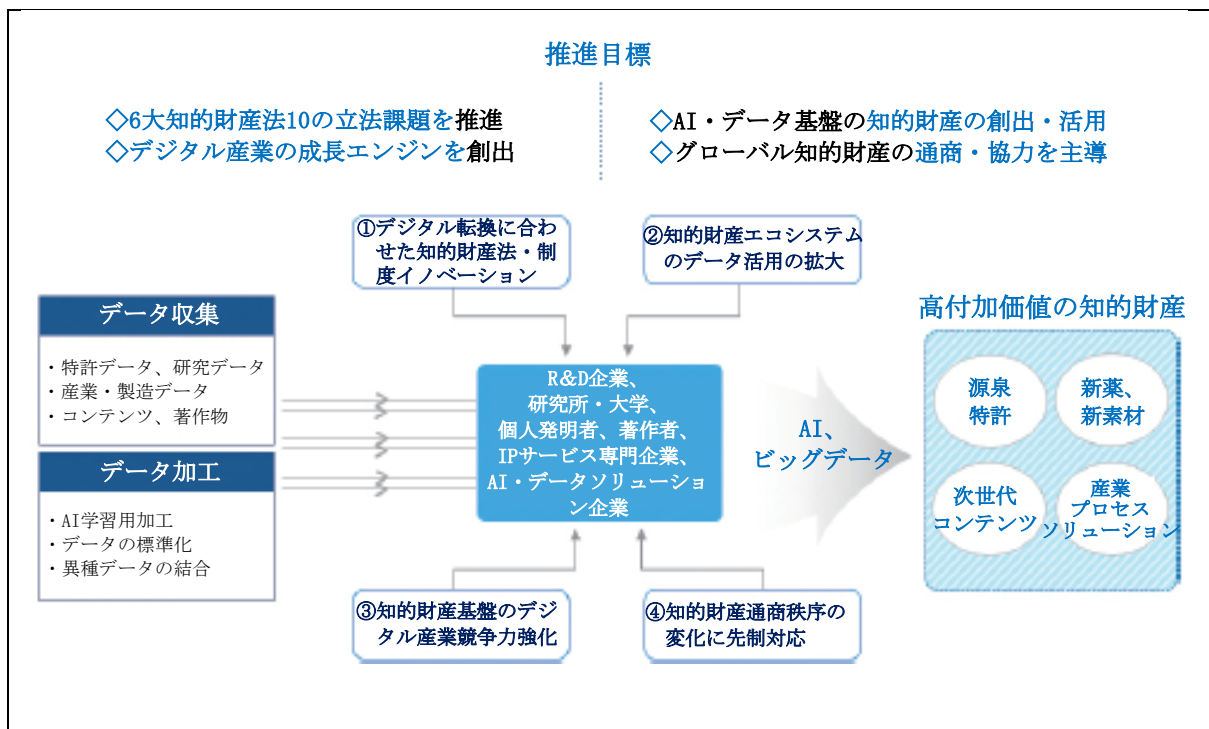 推進目標
◇6大知的財産法10の立法課題を推進
◇デジタル産業の成長エンジンを創出
◇AI・データ基盤の知的財産の創出・活用
◇グローバル知的財産の通商・協力を主導
①デジタル転換に合わ
せた知的財産法・制
度イノベーション
②知的財産エコシステム
のデータ活用の拡大
データ収集
・特許データ、研究データ
・産業・製造データ
・コンテンツ、著作物
データ加工
・AI学習用加工
・データの標準化
・異種データの結合
R&D企業、
研究所・大学、
個人発明者、著作者、
IPサービス専門企業、
AI・データソリューショ
ン企業
AI、
ビッグデータ
高付加価値の知的財産
源泉
特許
新薬、
新素材
次世代
コンテンツ
産業
プロセス
ソリューション
③知的財産基盤のデジ
タル産業競争力強化
④知的財産通商秩序の
変化に先制対応